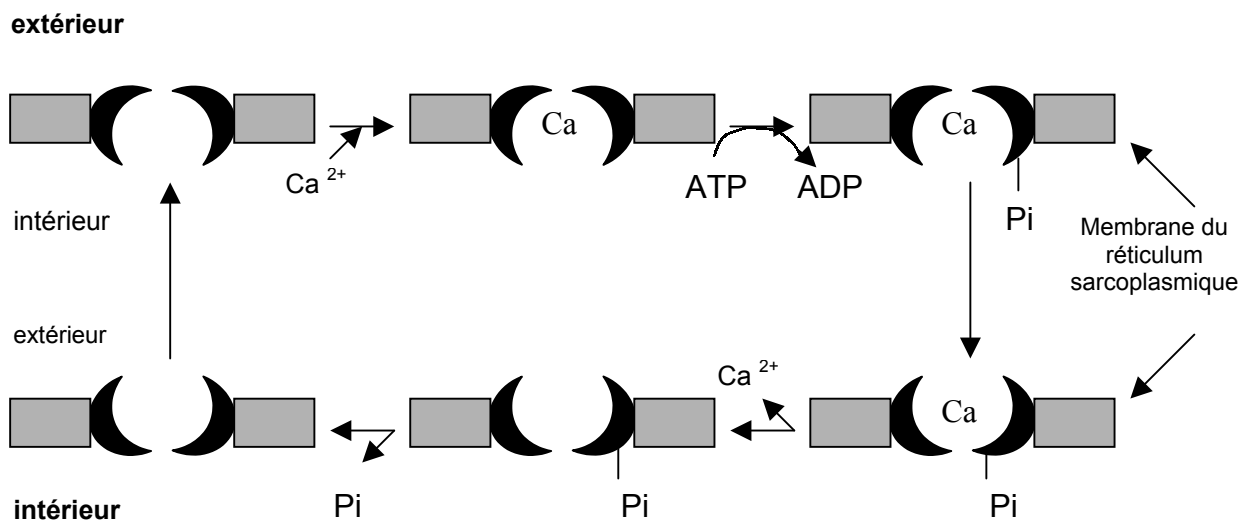 extérieur
Ca
Ca
Ca 2+
ATP
ADP
Pi
intérieur
Membrane du
réticulum
sarcoplasmique
extérieur
Ca 2+
Ca
Pi
Pi
Pi
intérieur